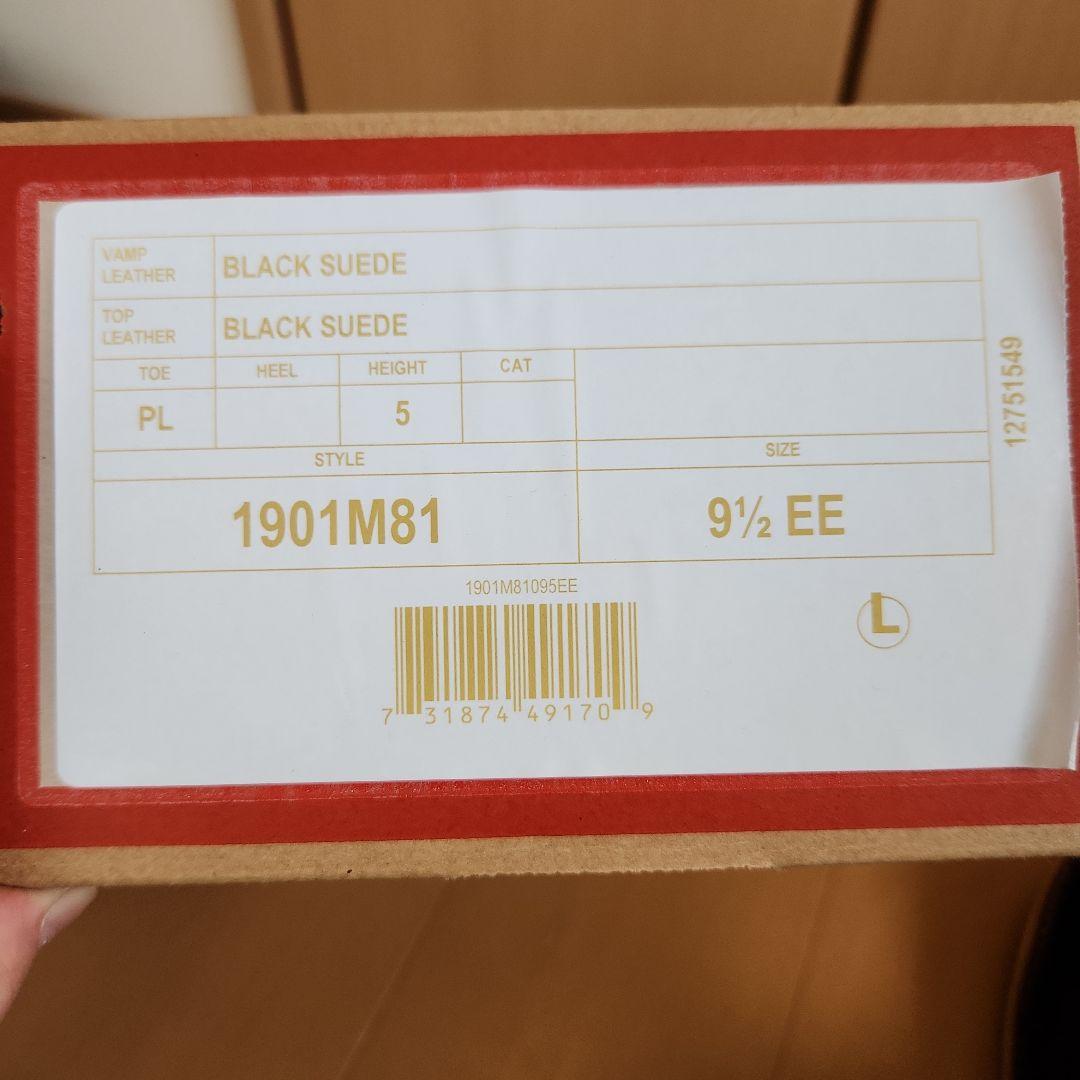 VAMP
LEATHER
BLACK SUEDE
TOP
LEATHER
BLACK SUEDE
TOE HEEL HEIGHT CAT
PL 5
STYLE SIZE
1901M81 9½ EE
1901M81095EE
7 31874 49170 9
L
12751549